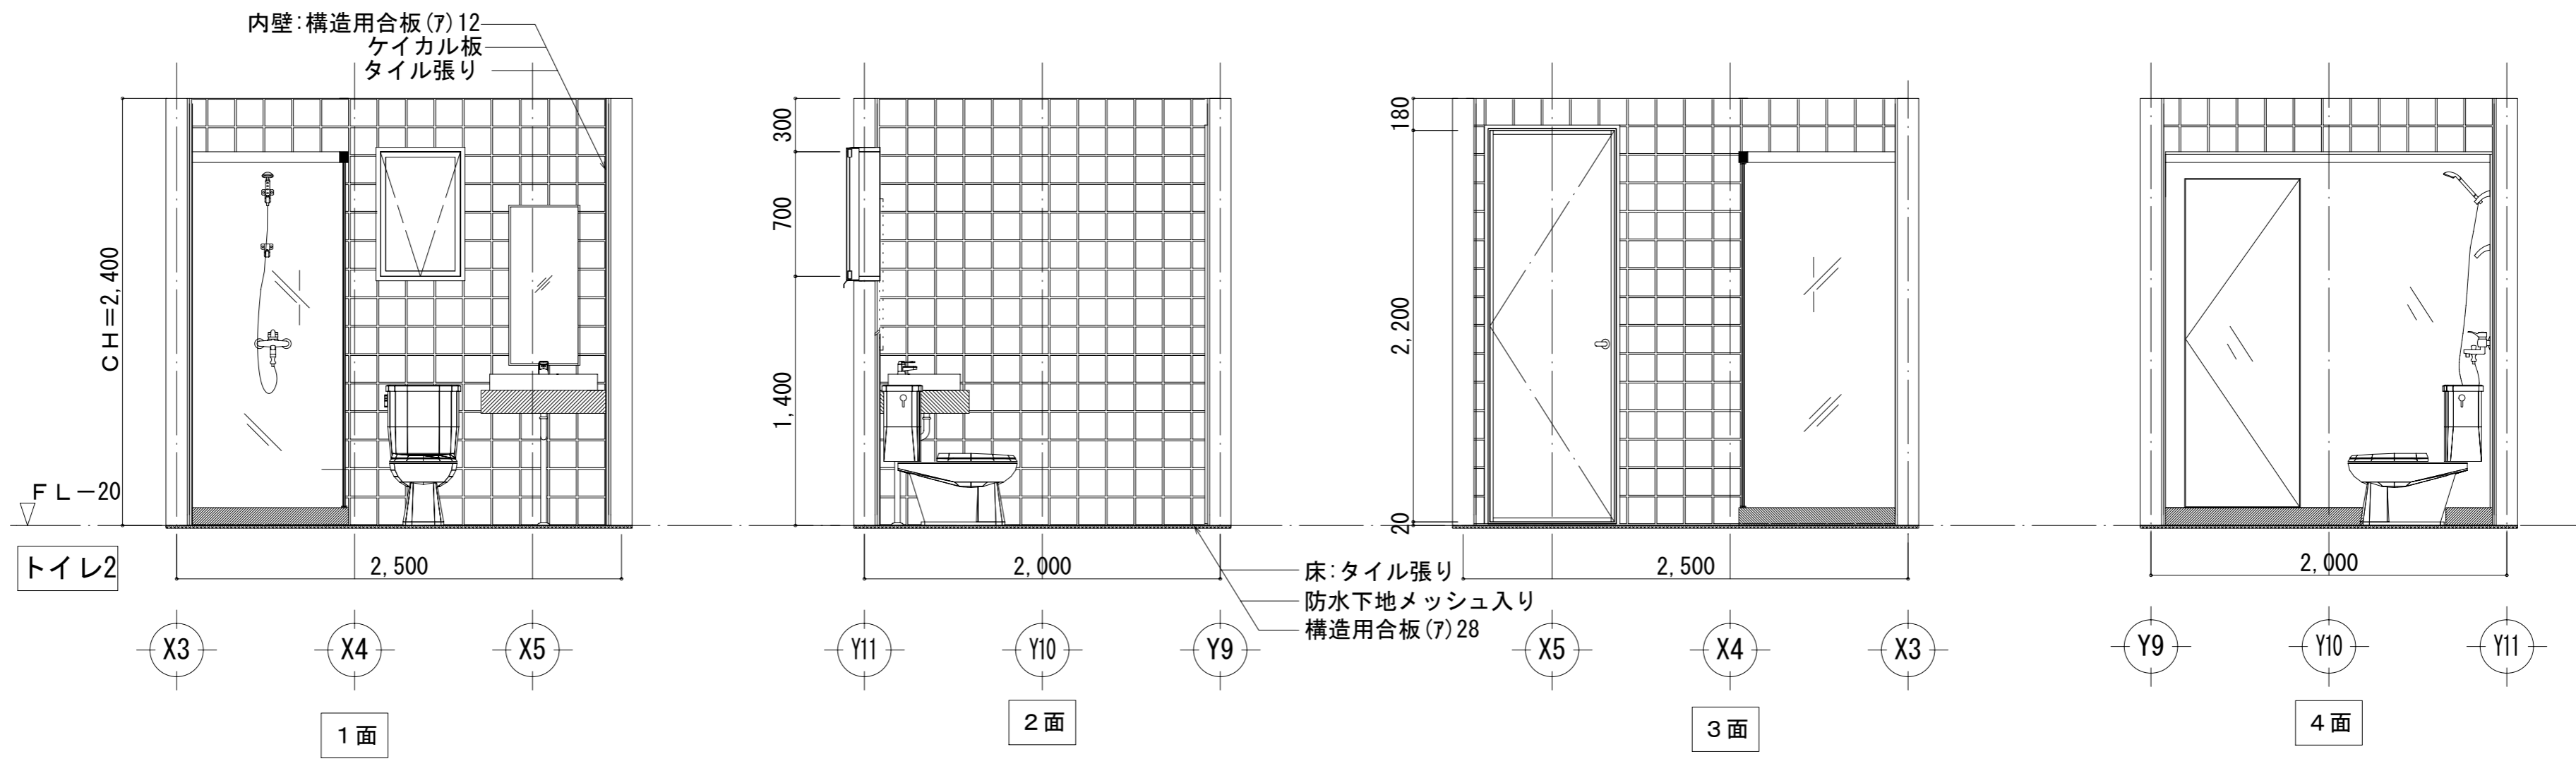 内壁:構造用合板(ｱ)12
ケイカル板
タイル張り
CH=2,400
FL-20
トイレ2
2,500
X3
X4
X5
1面
300
700
1,400
2,000
床:タイル張り
防水下地メッシュ入り
構造用合板(ｱ)28
Y11
Y10
Y9
2面
180
2,200
20
2,500
X5
X4
X3
3面
2,000
Y9
Y10
Y11
4面